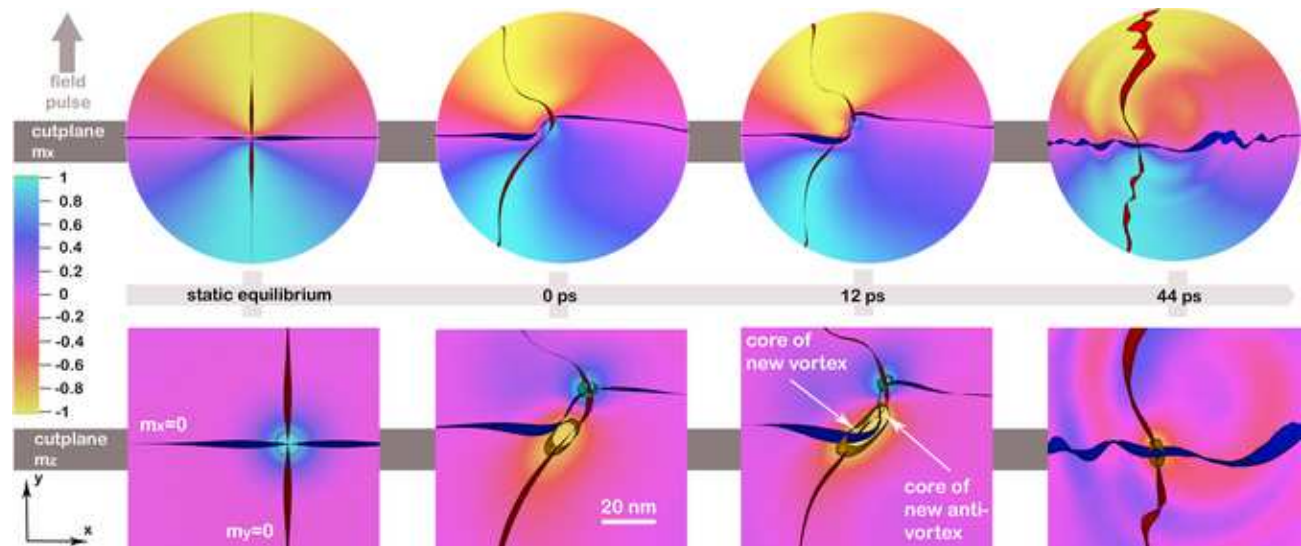 field
pulse
cutplane
mx
1
0.8
0.6
0.4
0.2
0
-0.2
-0.4
-0.6
-0.8
-1
static equilibrium
0 ps
12 ps
44 ps
cutplane
mz
y
x
mx=0
my=0
20 nm
core of
new vortex
core of
new anti-
vortex